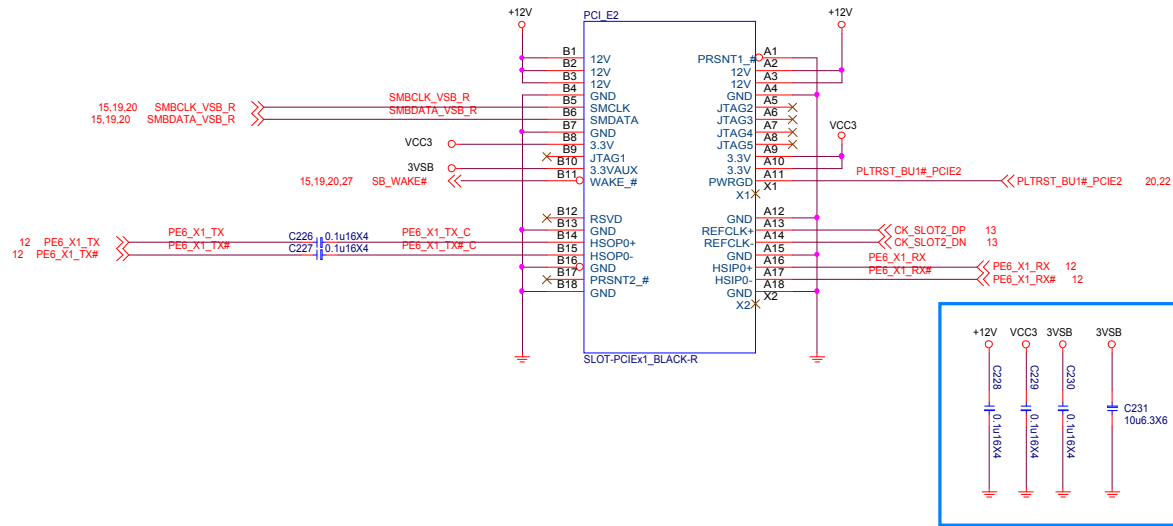 +12V
PCI_E2
+12V
B1 12V PRSNT1_# A1
B2 12V 12V A2
B3 12V 12V A3
B4 GND GND A4
15,19,20 SMBCLK_VSB_R SMBCLK_VSB_R B5 SMCLK JTAG2 A5
15,19,20 SMBDATA_VSB_R SMBDATA_VSB_R B6 SMDATA JTAG3 A6
B7 GND JTAG4 A7
VCC3 B8 3.3V JTAG5 A8 VCC3
B9 JTAG1 3.3V A9
3VSB B10 3.3VAUX 3.3V A10
15,19,20,27 SB_WAKE# B11 WAKE_# PWRGD A11 PLTRST_BU1#_PCIE2 PLTRST_BU1#_PCIE2 20,22
X1 X1
B12 RSVD GND A12
B13 GND REFCLK+ A13 CK_SLOT2_DP 13
12 PE6_X1_TX PE6_X1_TX C226 0.1u16X4 PE6_X1_TX_C B14 HSOP0+ REFCLK- A14 CK_SLOT2_DN 13
12 PE6_X1_TX# PE6_X1_TX# C227 0.1u16X4 PE6_X1_TX#_C B15 HSOP0- GND A15
B16 GND HSIP0+ A16 PE6_X1_RX PE6_X1_RX 12
B17 PRSNT2_# HSIP0- A17 PE6_X1_RX# PE6_X1_RX# 12
B18 GND GND A18
X2 X2
SLOT-PCIEx1_BLACK-R
+12V VCC3 3VSB 3VSB
C228 C229 C230
C231
10u6.3X6
0.1u16X4 0.1u16X4 0.1u16X4